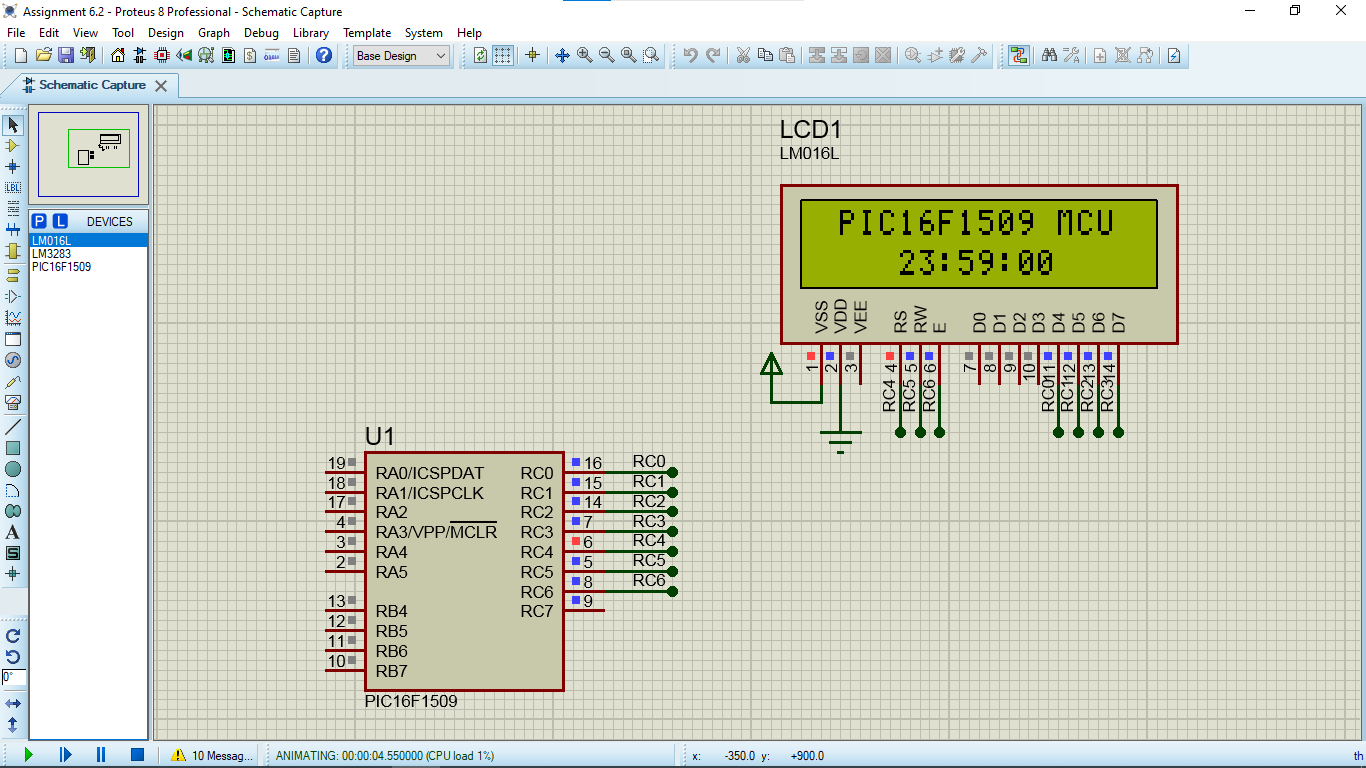 Assignment 6.2 - Proteus 8 Professional - Schematic Capture
File Edit View Tool Design Graph Debug Library Template System Help
Base Design
Schematic Capture
LBL
P L DEVICES
LM016L
LM3283
PIC16F1509
A
S
0°
LCD1
LM016L
PIC16F1509 MCU
23:59:00
VSS VDD VEE RS RW E D0 D1 D2 D3 D4 D5 D6 D7
1 2 3 4 5 6 7 8 9 10 11 12 13 14
RC4 RC5 RC6 RC0 RC1 RC2 RC3
U1
19 RA0/ICSPDAT RC0 16 RC0
18 RA1/ICSPCLK RC1 15 RC1
17 RA2 RC2 14 RC2
4 RA3/VPP/MCLR RC3 7 RC3
3 RA4 RC4 6 RC4
2 RA5 RC5 5 RC5
RC6 8 RC6
13 RB4 RC7 9
12 RB5
11 RB6
10 RB7
PIC16F1509
10 Messag... ANIMATING: 00:00:04.550000 (CPU load 1%) x: -350.0 y: +900.0 th